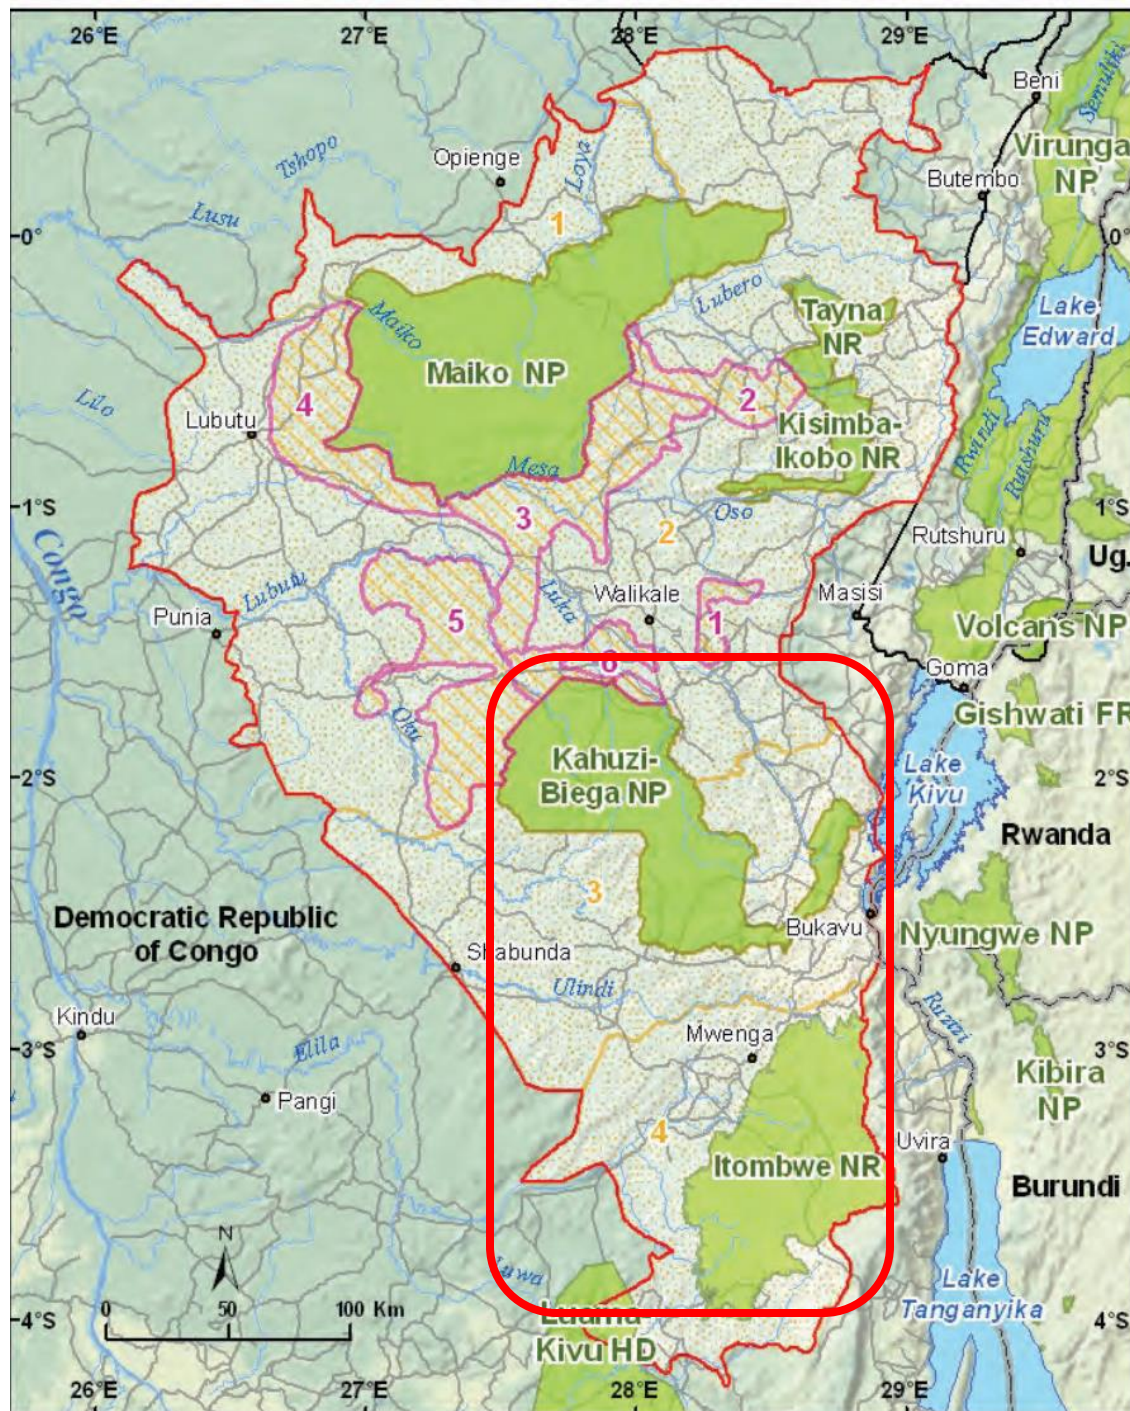 26°E
27°E
28°E
29°E
Beni
Semuliki
Virunga
NP
Opienge
Loya
Tshopo
Butembo
Lusu
1
0°
0°
Lubero
Lake
Edward
Tayna
NR
Maiko
Maiko NP
Lilo
4
2
Lubutu
Kisimba-
Ikobo NR
Rwindi
Rutshuru
Mesa
1°S
3
Oso
1°S
2
Rutshuru
Ug.
Congo
Lubutu
Luka
Walikale
Masisi
Punia
5
1
Volcans NP
6
Goma
Gishwati FR
Oku
Kahuzi-
Biega NP
Lake
Kivu
2°S
2°S
Rwanda
3
Democratic Republic
of Congo
Bukavu
Nyungwe NP
Shabunda
Ulindi
Kindu
Ruzizi
Mwenga
3°S
Elila
3°S
Kibira
NP
Pangi
4
Uvira
Itombwe NR
Burundi
N
Luwa
Lake
Tanganyika
0
50
100 Km
4°S
4°S
Luama
Kivu HD
26°E
27°E
28°E
29°E